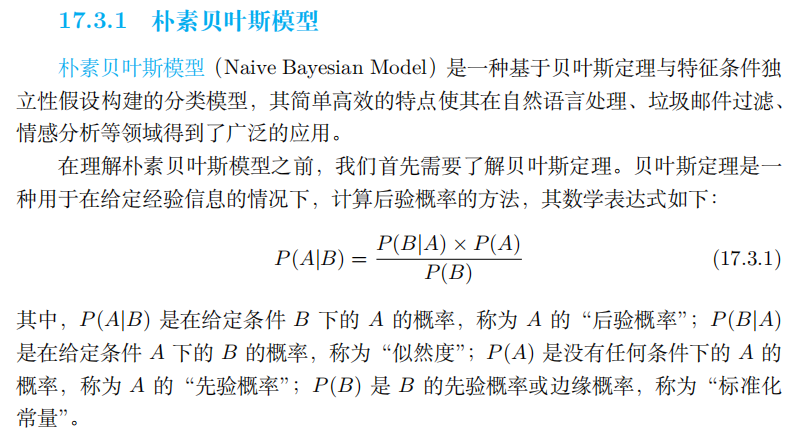 17.3.1 朴素贝叶斯模型
朴素贝叶斯模型（Naive Bayesian Model）是一种基于贝叶斯定理与特征条件独
立性假设构建的分类模型，其简单高效的特点使其在自然语言处理、垃圾邮件过滤、
情感分析等领域得到了广泛的应用。
在理解朴素贝叶斯模型之前，我们首先需要了解贝叶斯定理。贝叶斯定理是一
种用于在给定经验信息的情况下，计算后验概率的方法，其数学表达式如下：
P(A|B) = \frac{P(B|A) × P(A)}{P(B)} (17.3.1)
其中，P(A|B) 是在给定条件 B 下的 A 的概率，称为 A 的“后验概率”；P(B|A)
是在给定条件 A 下的 B 的概率，称为“似然度”；P(A) 是没有任何条件下的 A 的
概率，称为 A 的“先验概率”；P(B) 是 B 的先验概率或边缘概率，称为“标准化
常量”。